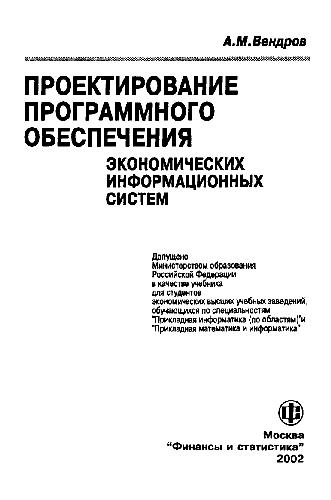 А.М.Вендров
ПРОЕКТИРОВАНИЕ
ПРОГРАММНОГО
ОБЕСПЕЧЕНИЯ
ЭКОНОМИЧЕСКИХ
ИНФОРМАЦИОННЫХ
СИСТЕМ
Допущено
Министерством образования
Российской Федерации
в качестве учебника
для студентов
экономических высших учебных заведений,
обучающихся по специальностям
"Прикладная информатика (по областям)" и
"Прикладная математика и информатика"
Москва
"Финансы и статистика"
2002